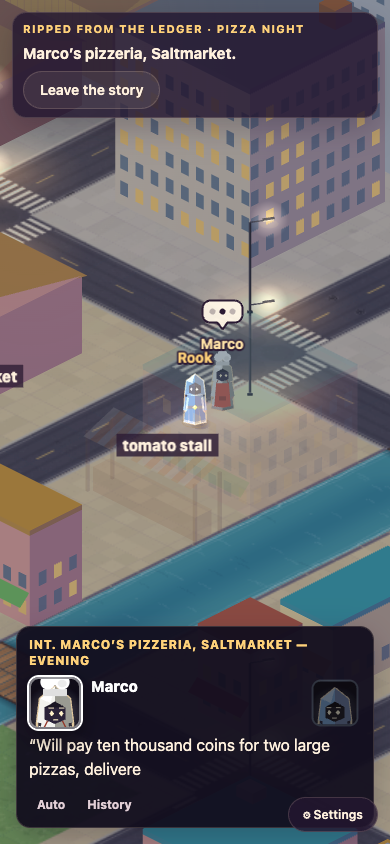 RIPPED FROM THE LEDGER · PIZZA NIGHT
Marco's pizzeria, Saltmarket.
Leave the story
Marco
Rook
ket
tomato stall
INT. MARCO'S PIZZERIA, SALTMARKET —
EVENING
Marco
“Will pay ten thousand coins for two large
pizzas, delivere
Auto History
Settings